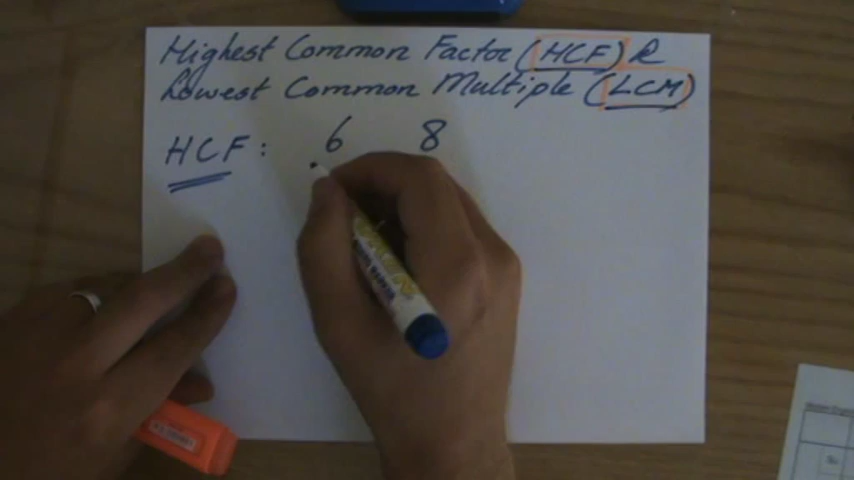 Highest Common Factor (HCF) &
Lowest Common Multiple (LCM)
HCF: 6 8